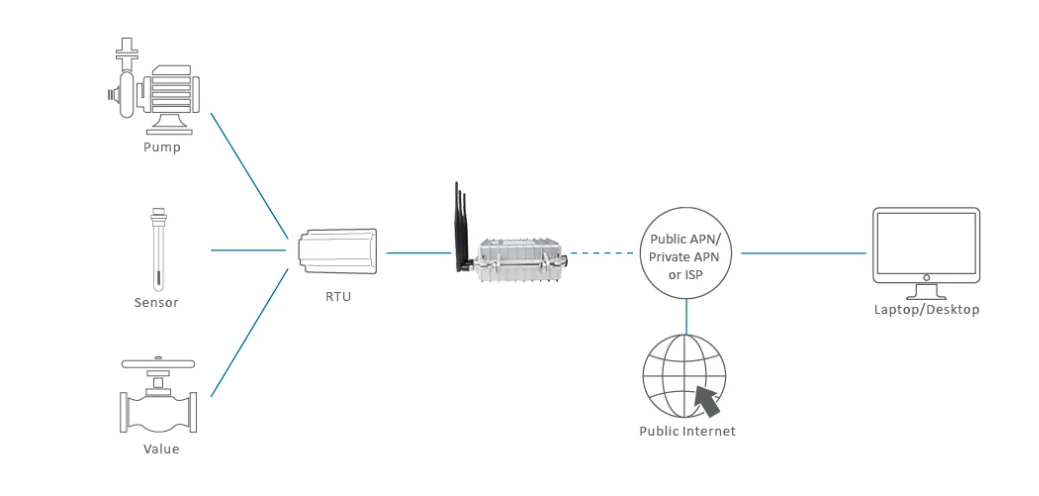 Pump
Sensor
Value
RTU
Public APN/
Private APN
or ISP
Public Internet
Laptop/Desktop